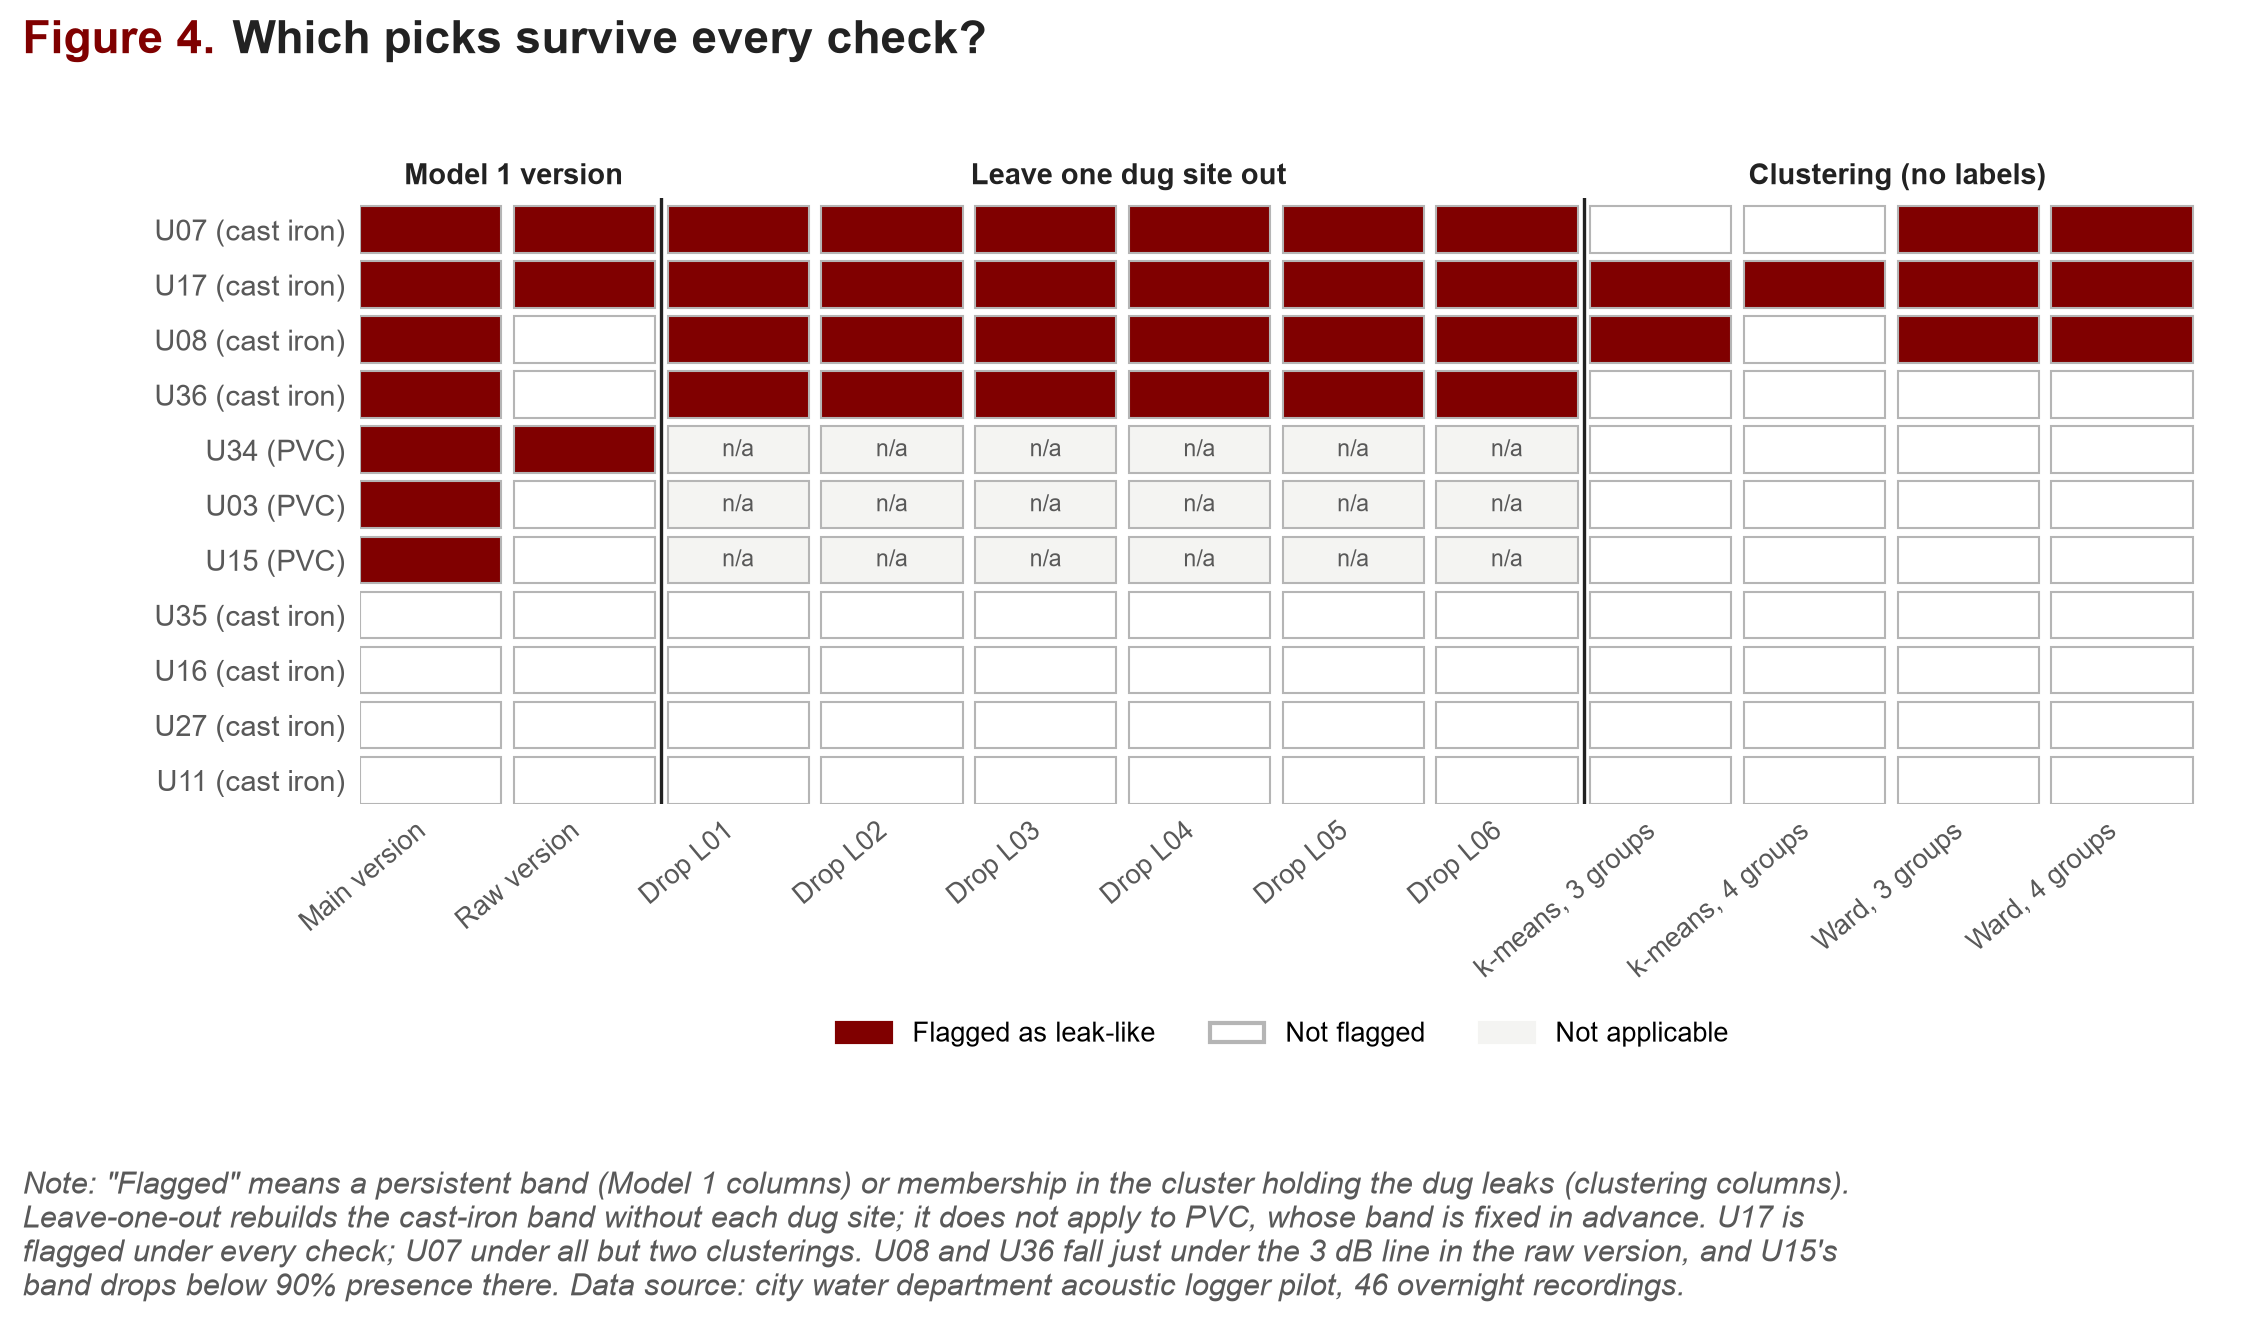 Figure 4. Which picks survive every check?
Model 1 version
Leave one dug site out
Clustering (no labels)
U07 (cast iron)
U17 (cast iron)
U08 (cast iron)
U36 (cast iron)
U34 (PVC) n/a n/a n/a n/a n/a n/a
U03 (PVC) n/a n/a n/a n/a n/a n/a
U15 (PVC) n/a n/a n/a n/a n/a n/a
U35 (cast iron)
U16 (cast iron)
U27 (cast iron)
U11 (cast iron)
Main version
Raw version
Drop L01
Drop L02
Drop L03
Drop L04
Drop L05
Drop L06
k-means, 3 groups
k-means, 4 groups
Ward, 3 groups
Ward, 4 groups
Flagged as leak-like
Not flagged
Not applicable
Note: "Flagged" means a persistent band (Model 1 columns) or membership in the cluster holding the dug leaks (clustering columns).
Leave-one-out rebuilds the cast-iron band without each dug site; it does not apply to PVC, whose band is fixed in advance. U17 is
flagged under every check; U07 under all but two clusterings. U08 and U36 fall just under the 3 dB line in the raw version, and U15's
band drops below 90% presence there. Data source: city water department acoustic logger pilot, 46 overnight recordings.